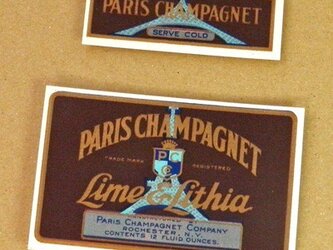 PARIS CHAMPAGNET
SERVE COLD
PARIS CHAMPAGNET
TRADE MARK REGISTERED
P C
Lime & Lithia
PARIS CHAMPAGNET COMPANY
ROCHESTER, N.Y.
CONTENTS 12 FLUID OUNCES.